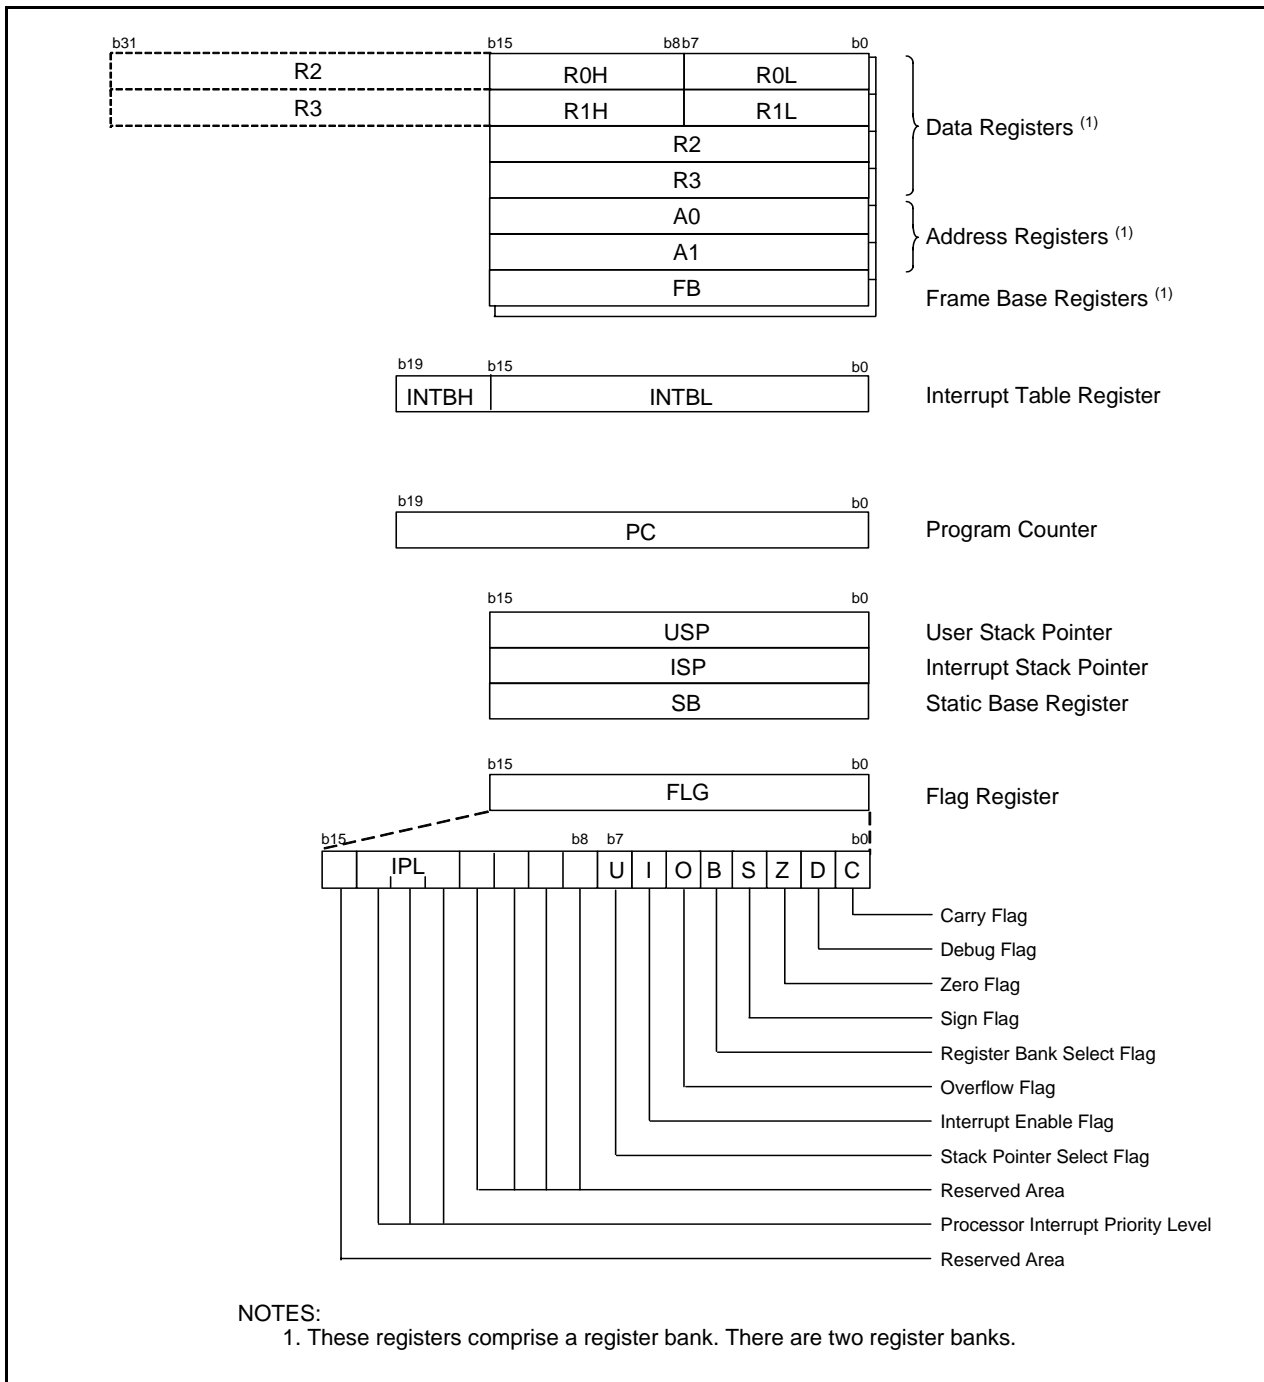 b31 b15 b8b7 b0
R2 R0H R0L
R3 R1H R1L
Data Registers (1)
R2
R3
A0
Address Registers (1)
A1
FB
Frame Base Registers (1)
b19 b15 b0
INTBH INTBL Interrupt Table Register
b19 b0
PC Program Counter
b15 b0
USP User Stack Pointer
ISP Interrupt Stack Pointer
SB Static Base Register
b15 b0
FLG Flag Register
b15 b8 b7 b0
IPL U I O B S Z D C
Carry Flag
Debug Flag
Zero Flag
Sign Flag
Register Bank Select Flag
Overflow Flag
Interrupt Enable Flag
Stack Pointer Select Flag
Reserved Area
Processor Interrupt Priority Level
Reserved Area
NOTES:
1. These registers comprise a register bank. There are two register banks.